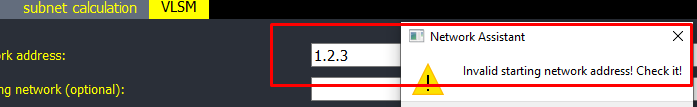 subnet calculation VLSM
Network Assistant
rk address: 1.2.3
Invalid starting network address! Check it!
ng network (optional):